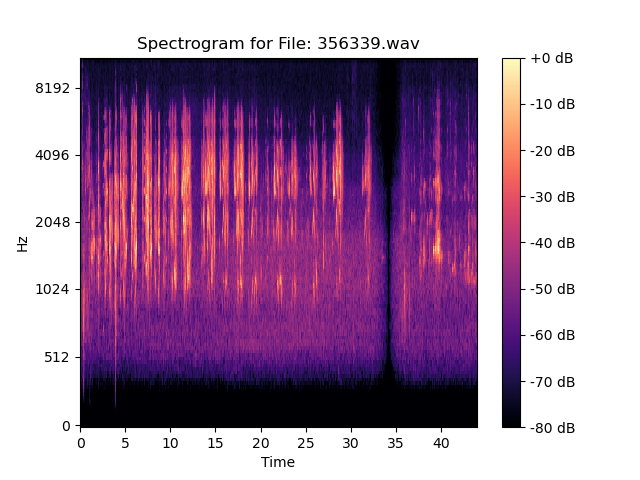 Spectrogram for File: 356339.wav
Hz
8192
4096
2048
1024
512
0
0 5 10 15 20 25 30 35 40
Time
+0 dB
-10 dB
-20 dB
-30 dB
-40 dB
-50 dB
-60 dB
-70 dB
-80 dB